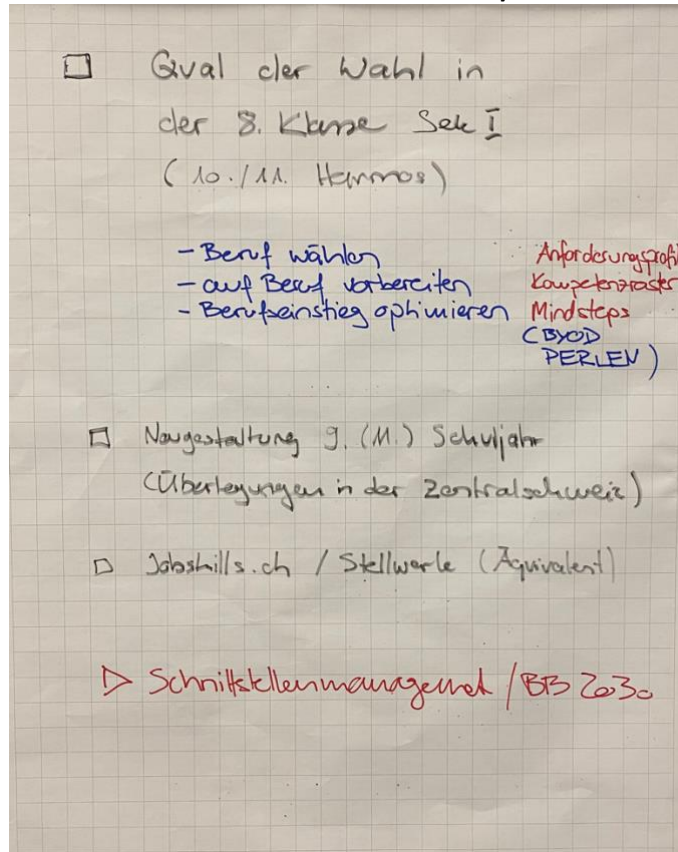 Qual der Wahl in
der 8. Klasse Sek I
(10./11. Harmos)
- Beruf wählen Anforderungsprofil
- auf Beruf vorbereiten Kompetenzraster
- Berufseinstieg optimieren Mindsteps
(BYOD
PERLEN)
Neugestaltung 9. (11.) Schuljahr
(Überlegungen in der Zentralschweiz)
Jobskills.ch / Stellwerk (Äquivalent)
Schnittstellenmanagement / BB 2030